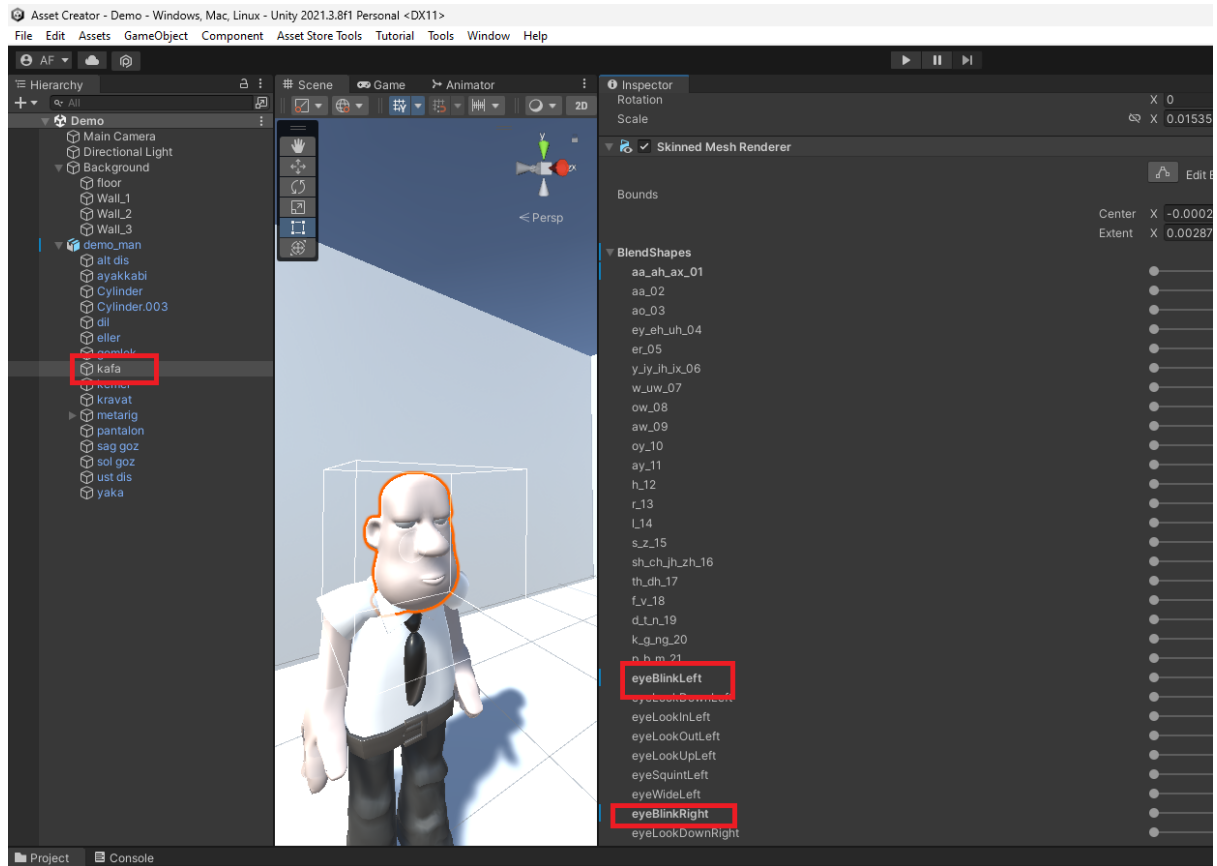 Asset Creator - Demo - Windows, Mac, Linux - Unity 2021.3.8f1 Personal <DX11>
File Edit Assets GameObject Component Asset Store Tools Tutorial Tools Window Help
AF
Hierarchy
All
Demo
Main Camera
Directional Light
Background
floor
Wall_1
Wall_2
Wall_3
demo_man
alt dis
ayakkabi
Cylinder
Cylinder.003
dil
eller
gomlek
kafa
kemer
kravat
metarig
pantalon
sag goz
sol goz
ust dis
yaka
Scene Game Animator
2D
y
Persp
Inspector
Rotation X 0
Scale X 0.01535
Skinned Mesh Renderer
Edit
Bounds
Center X -0.0002
Extent X 0.00287
BlendShapes
aa_ah_ax_01
aa_02
ao_03
ey_eh_uh_04
er_05
y_iy_ih_ix_06
w_uw_07
ow_08
aw_09
oy_10
ay_11
h_12
r_13
l_14
s_z_15
sh_ch_jh_zh_16
th_dh_17
f_v_18
d_t_n_19
k_g_ng_20
p_b_m_21
eyeBlinkLeft
eyeLookDownLeft
eyeLookInLeft
eyeLookOutLeft
eyeLookUpLeft
eyeSquintLeft
eyeWideLeft
eyeBlinkRight
eyeLookDownRight
Project Console